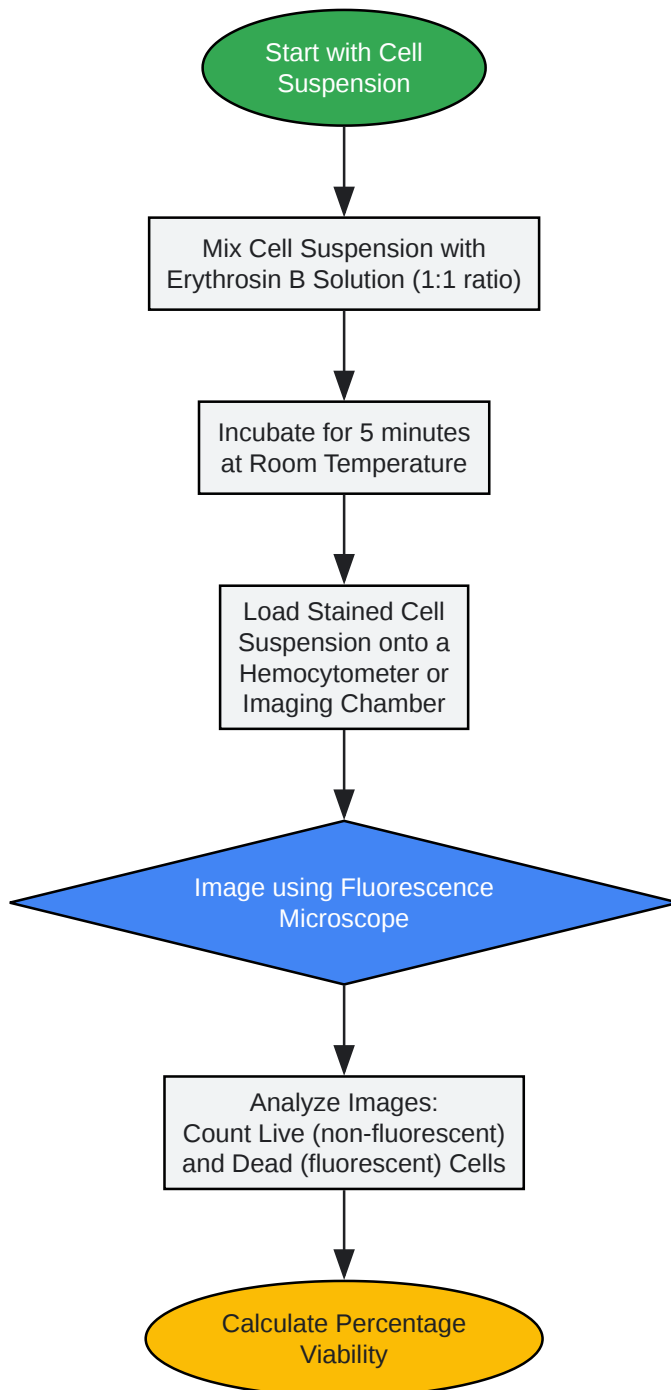 Start with Cell
Suspension
Mix Cell Suspension with
Erythrosin B Solution (1:1 ratio)
Incubate for 5 minutes
at Room Temperature
Load Stained Cell
Suspension onto a
Hemocytometer or
Imaging Chamber
Image using Fluorescence
Microscope
Analyze Images:
Count Live (non-fluorescent)
and Dead (fluorescent) Cells
Calculate Percentage
Viability